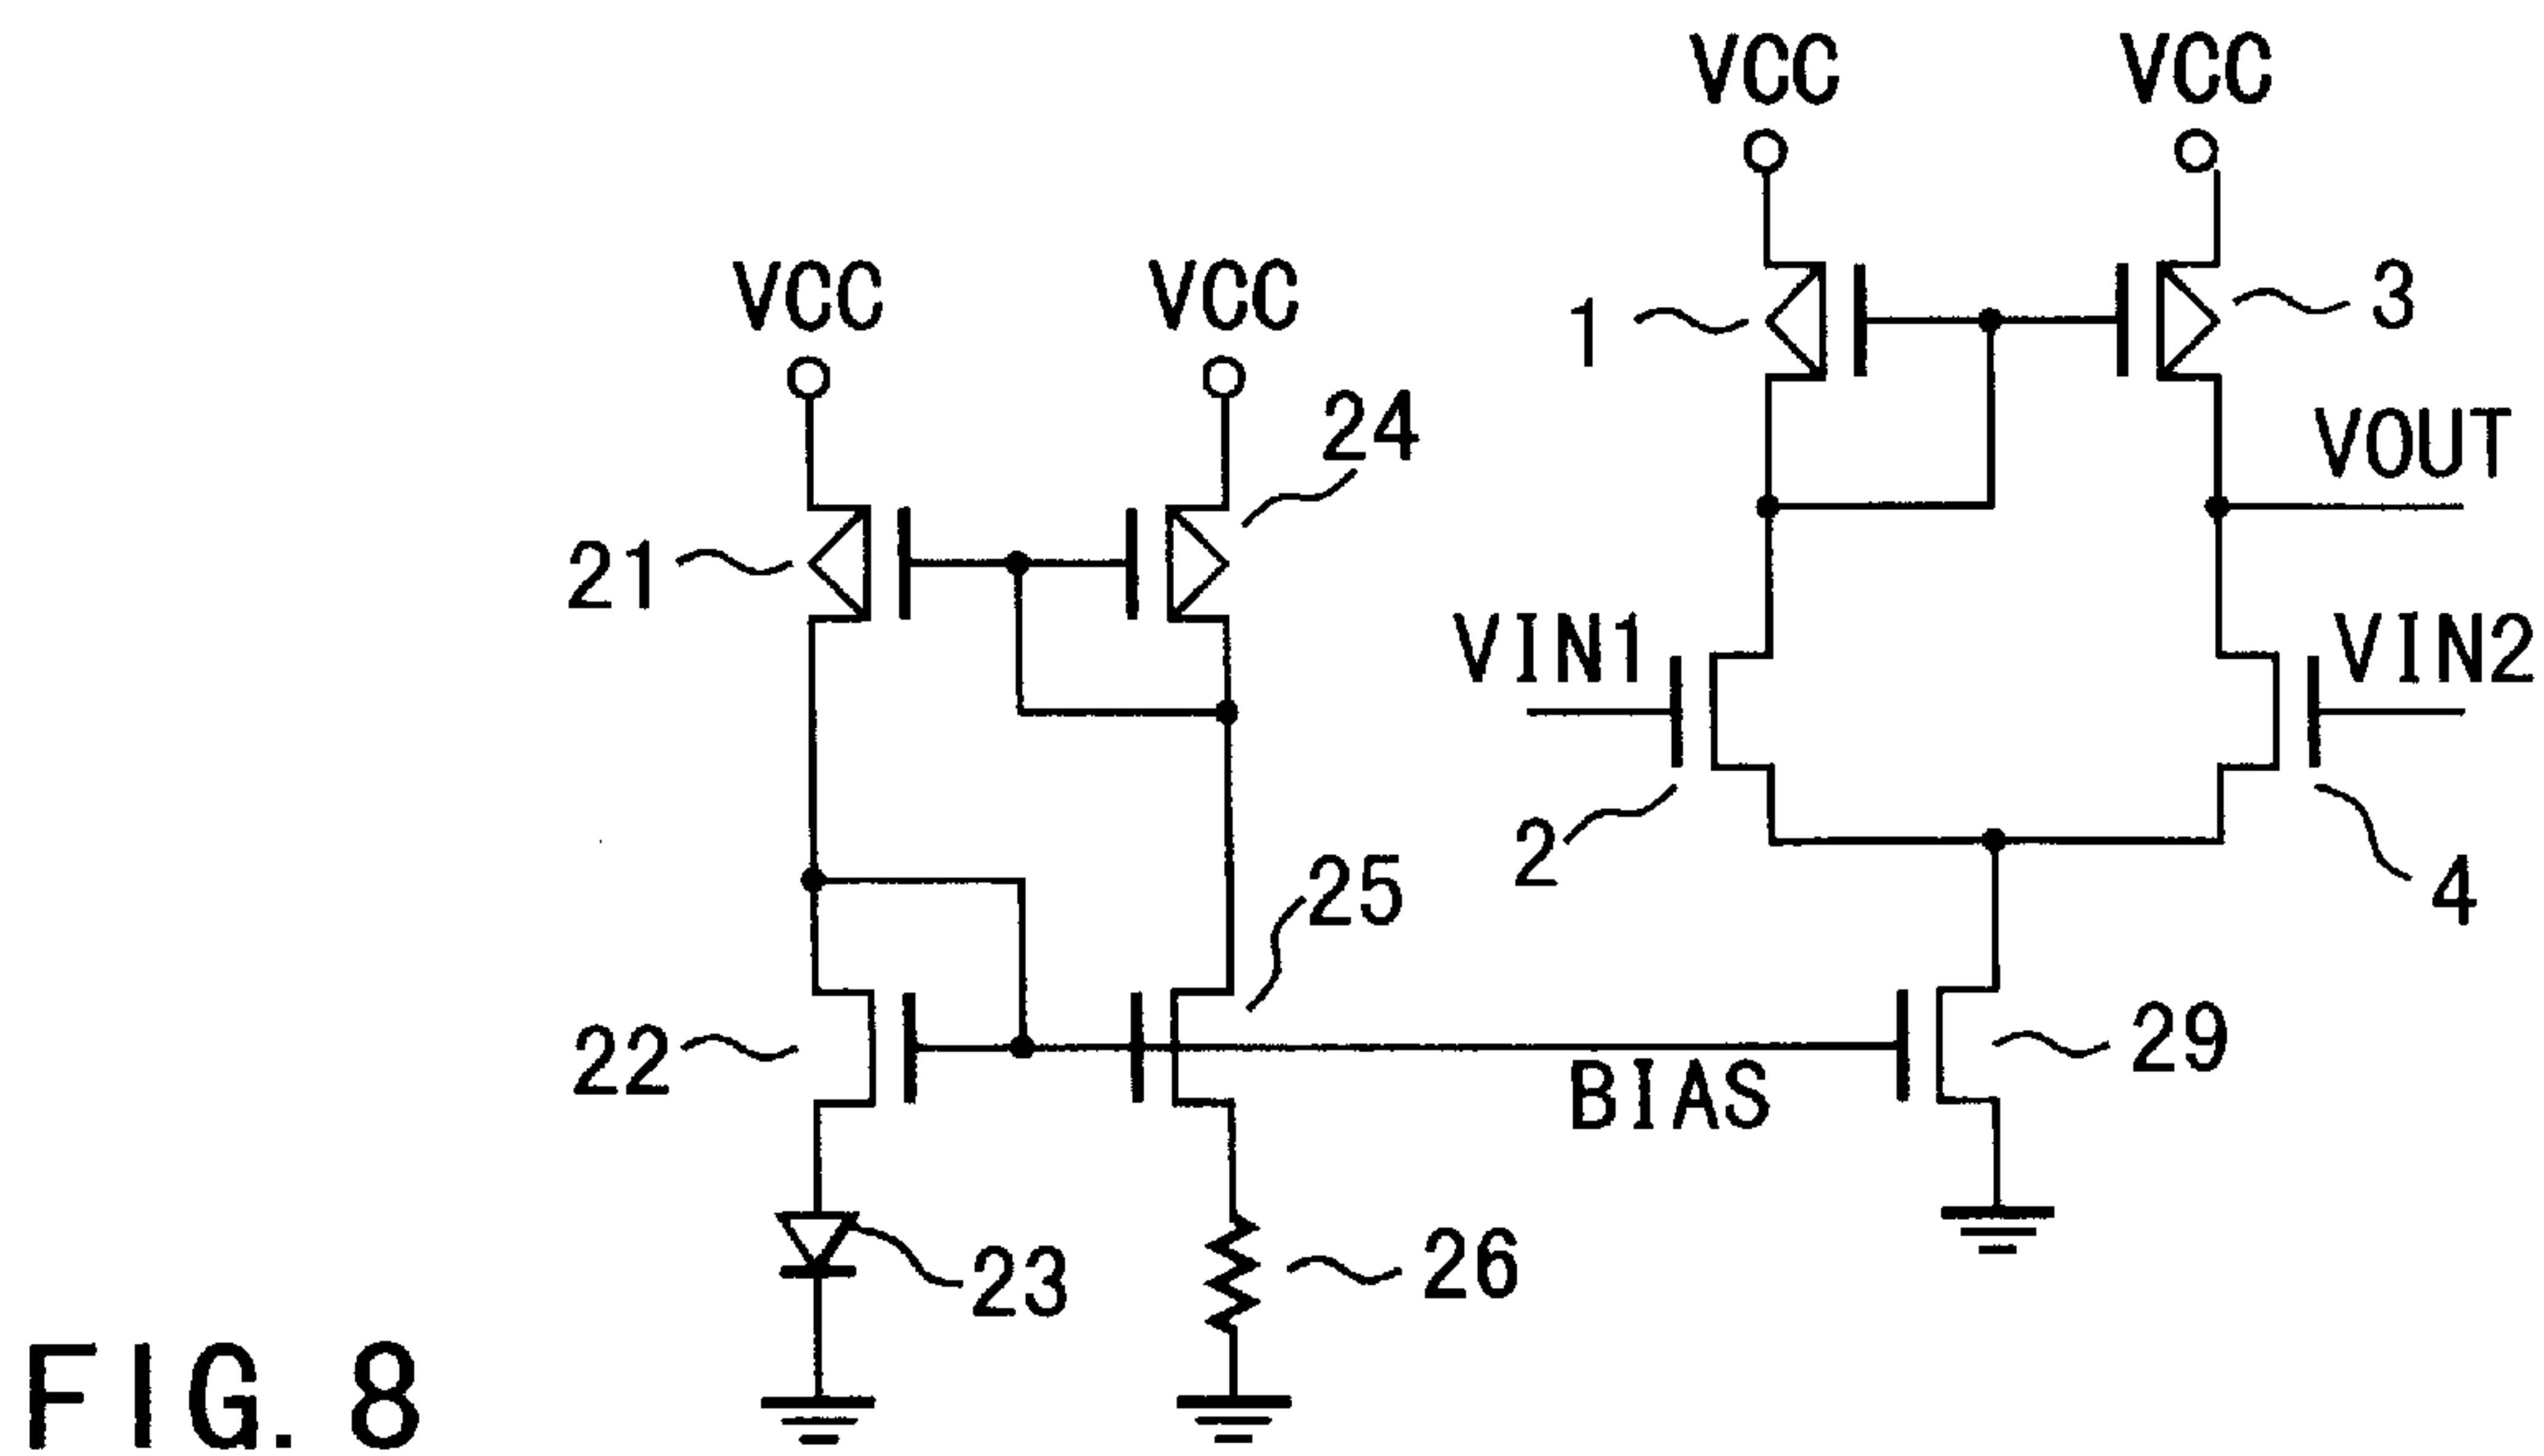 VCC VCC
VCC VCC
1 3
24
21
VOUT
VIN1 VIN2
2 25 4
22 29
BIAS
23 26
FIG. 8